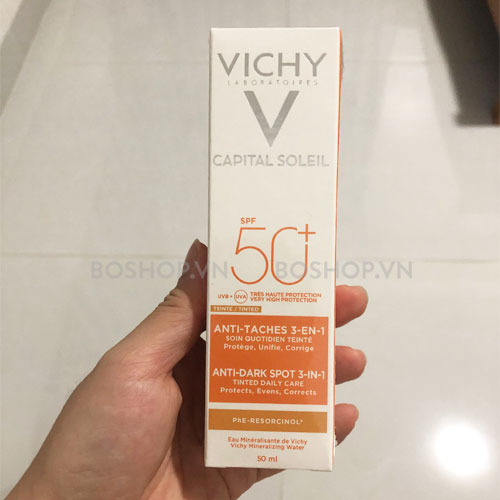 VICHY
LABORATOIRES
V
CAPITAL SOLEIL
SPF
50+
BOSHOP.VN BOSHOP.VN
UVB + UVA TRÈS HAUTE PROTECTION
VERY HIGH PROTECTION
TEINTÉ / TINTED
ANTI-TACHES 3-EN-1
SOIN QUOTIDIEN TEINTÉ
Protège, Unifie, Corrige
ANTI-DARK SPOT 3-IN-1
TINTED DAILY CARE
Protects, Evens, Corrects
PhE-RESORCINOL*
Eau Minéralisante de Vichy
Vichy Mineralizing Water
50 ml